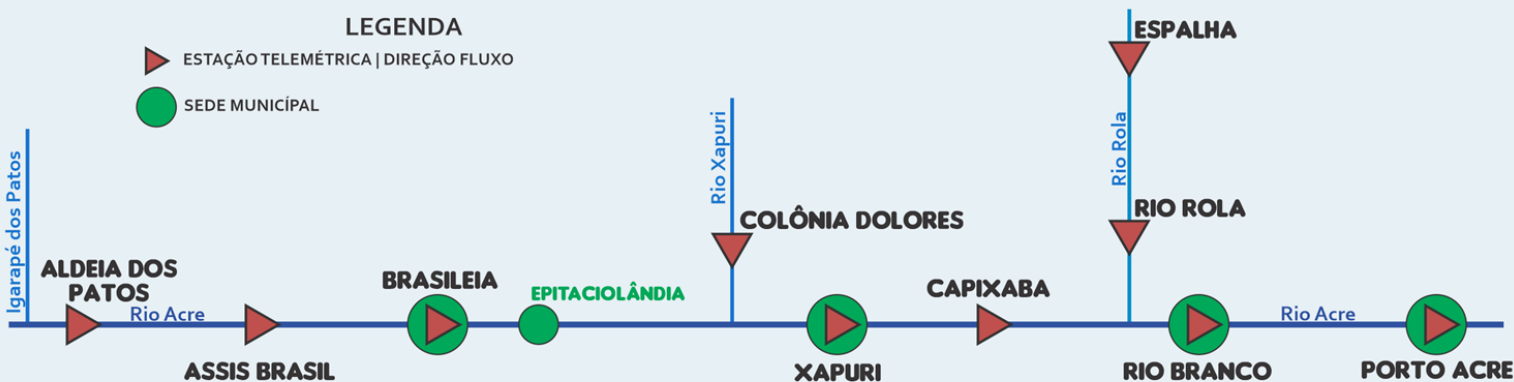 LEGENDA
ESTAÇÃO TELEMÉTRICA | DIREÇÃO FLUXO
SEDE MUNICÍPAL
Igarapé dos Patos
ALDEIA DOS
PATOS
Rio Acre
ASSIS BRASIL
BRASILEIA
EPITACIOLÂNDIA
Rio Xapuri
COLÔNIA DOLORES
XAPURI
CAPIXABA
ESPALHA
Rio Rola
RIO ROLA
RIO BRANCO
Rio Acre
PORTO ACRE